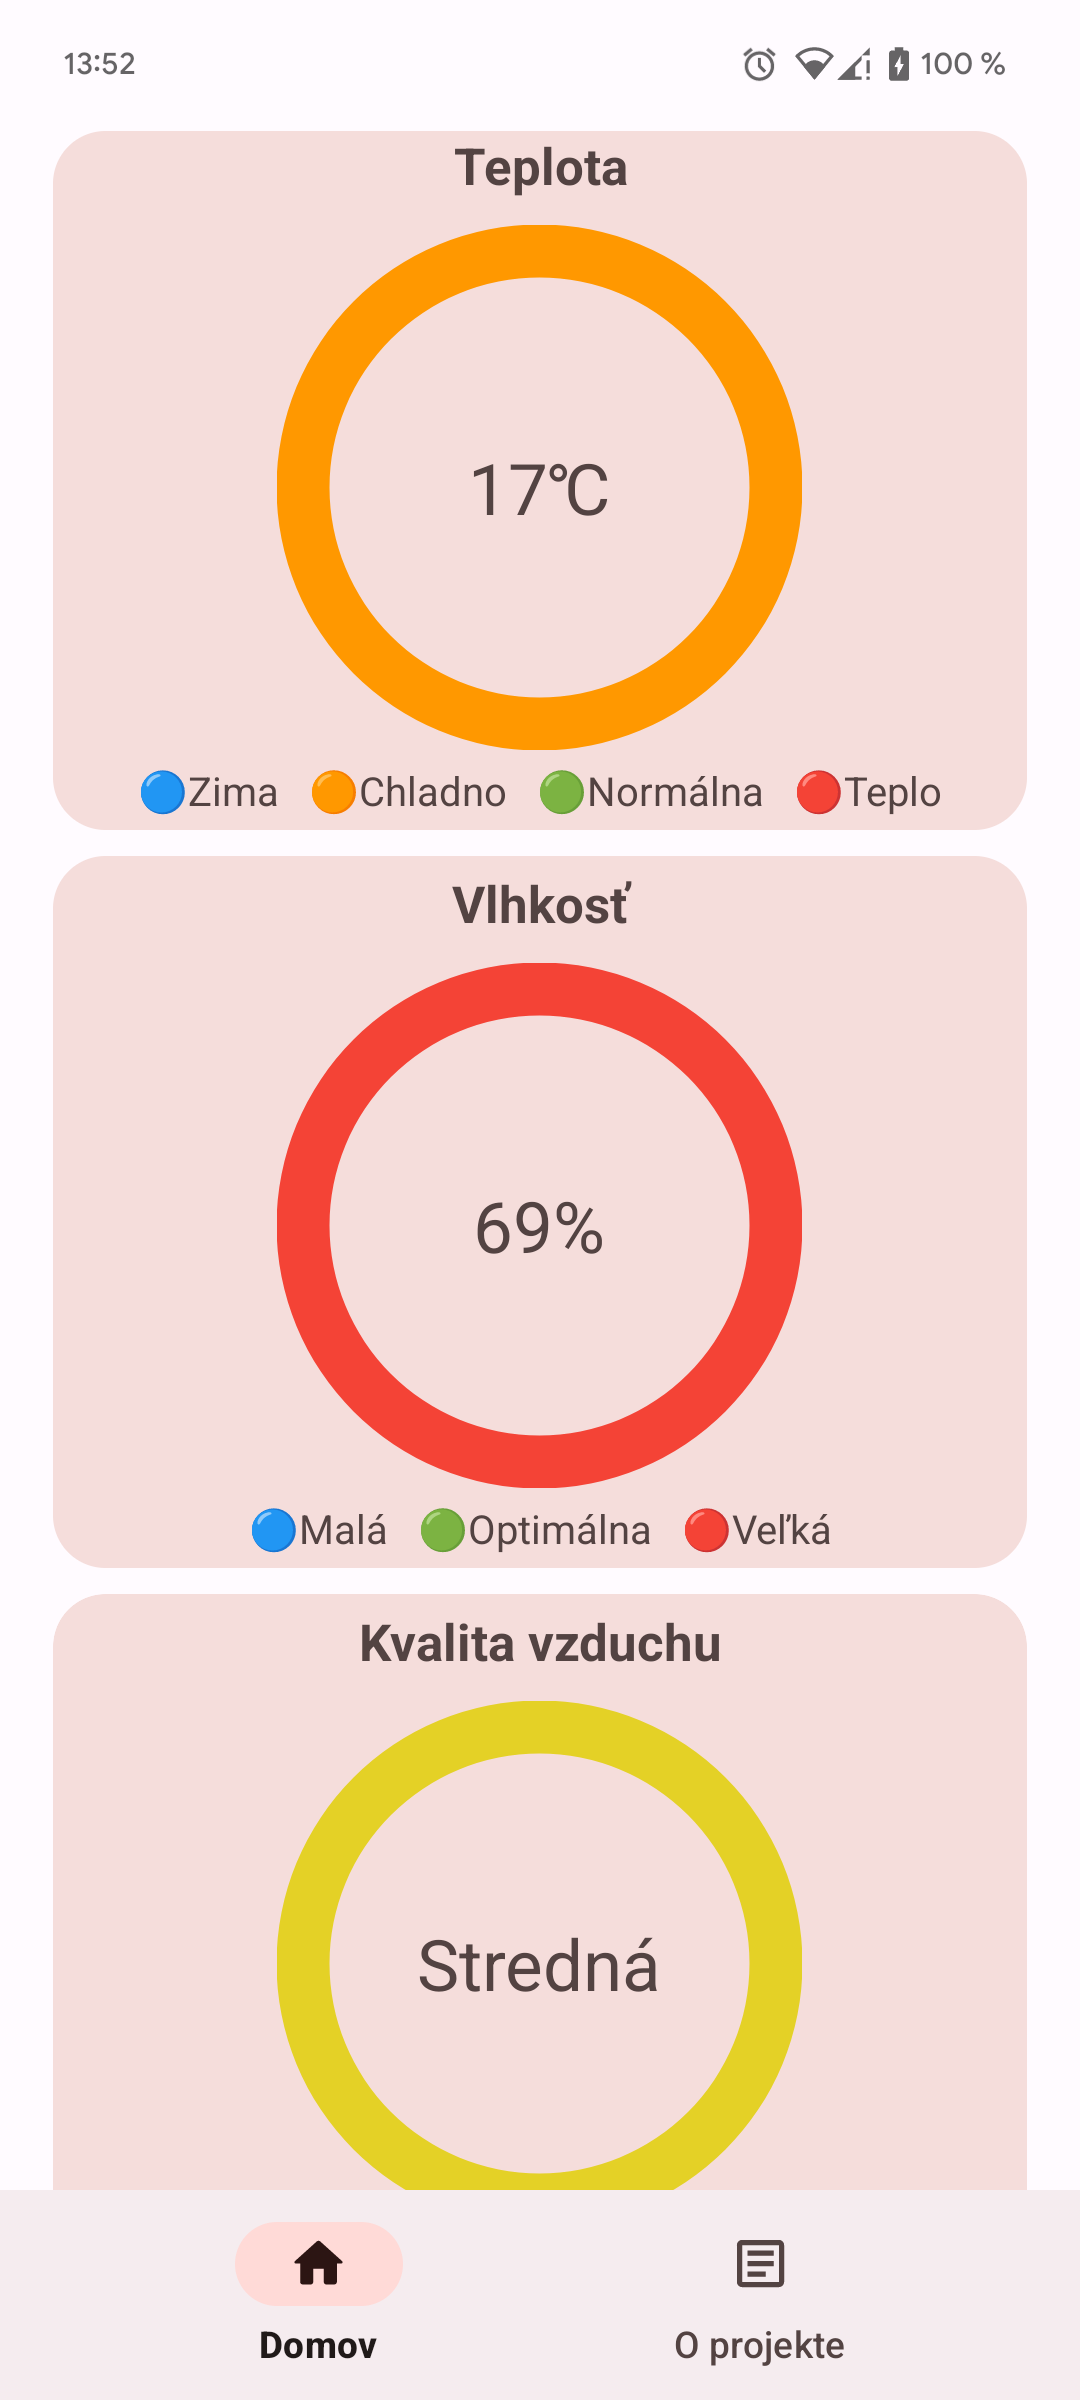 13:52 100 %
Teplota
17℃
Zima Chladno Normálna Teplo
Vlhkosť
69%
Malá Optimálna Veľká
Kvalita vzduchu
Stredná
Domov O projekte